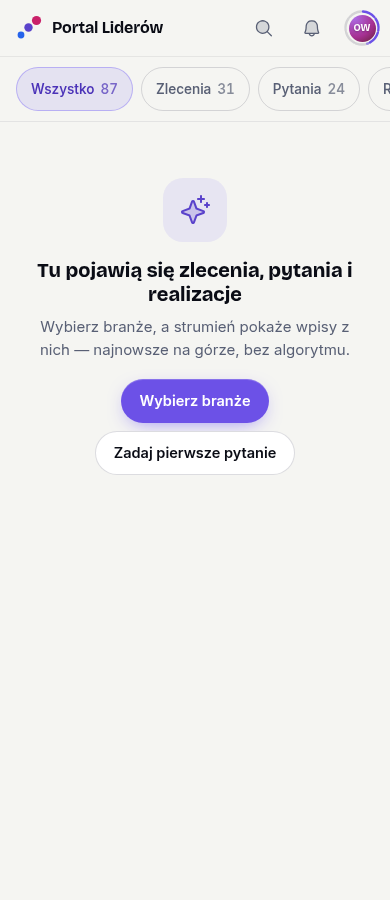 Portal Liderów
OW
Wszystko 87
Zlecenia 31
Pytania 24
R
Tu pojawią się zlecenia, pytania i
realizacje
Wybierz branże, a strumień pokaże wpisy z
nich — najnowsze na górze, bez algorytmu.
Wybierz branże
Zadaj pierwsze pytanie